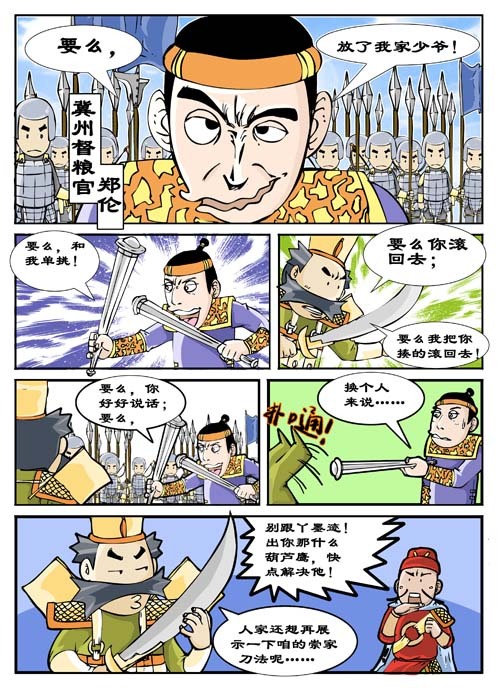 要么，
放了我家少爷！
冀州督粮官
郑伦
要么，和
我单挑！
要么你滚
回去；
要么我把你
揍的滚回去！
要么，你
好好说话；
要么，
换个人
来说……
扑通！
别跟丫墨迹！
出你那什么
葫芦鹰，快
点解决他！
人家还想再展
示一下咱的崇家
刀法呢……